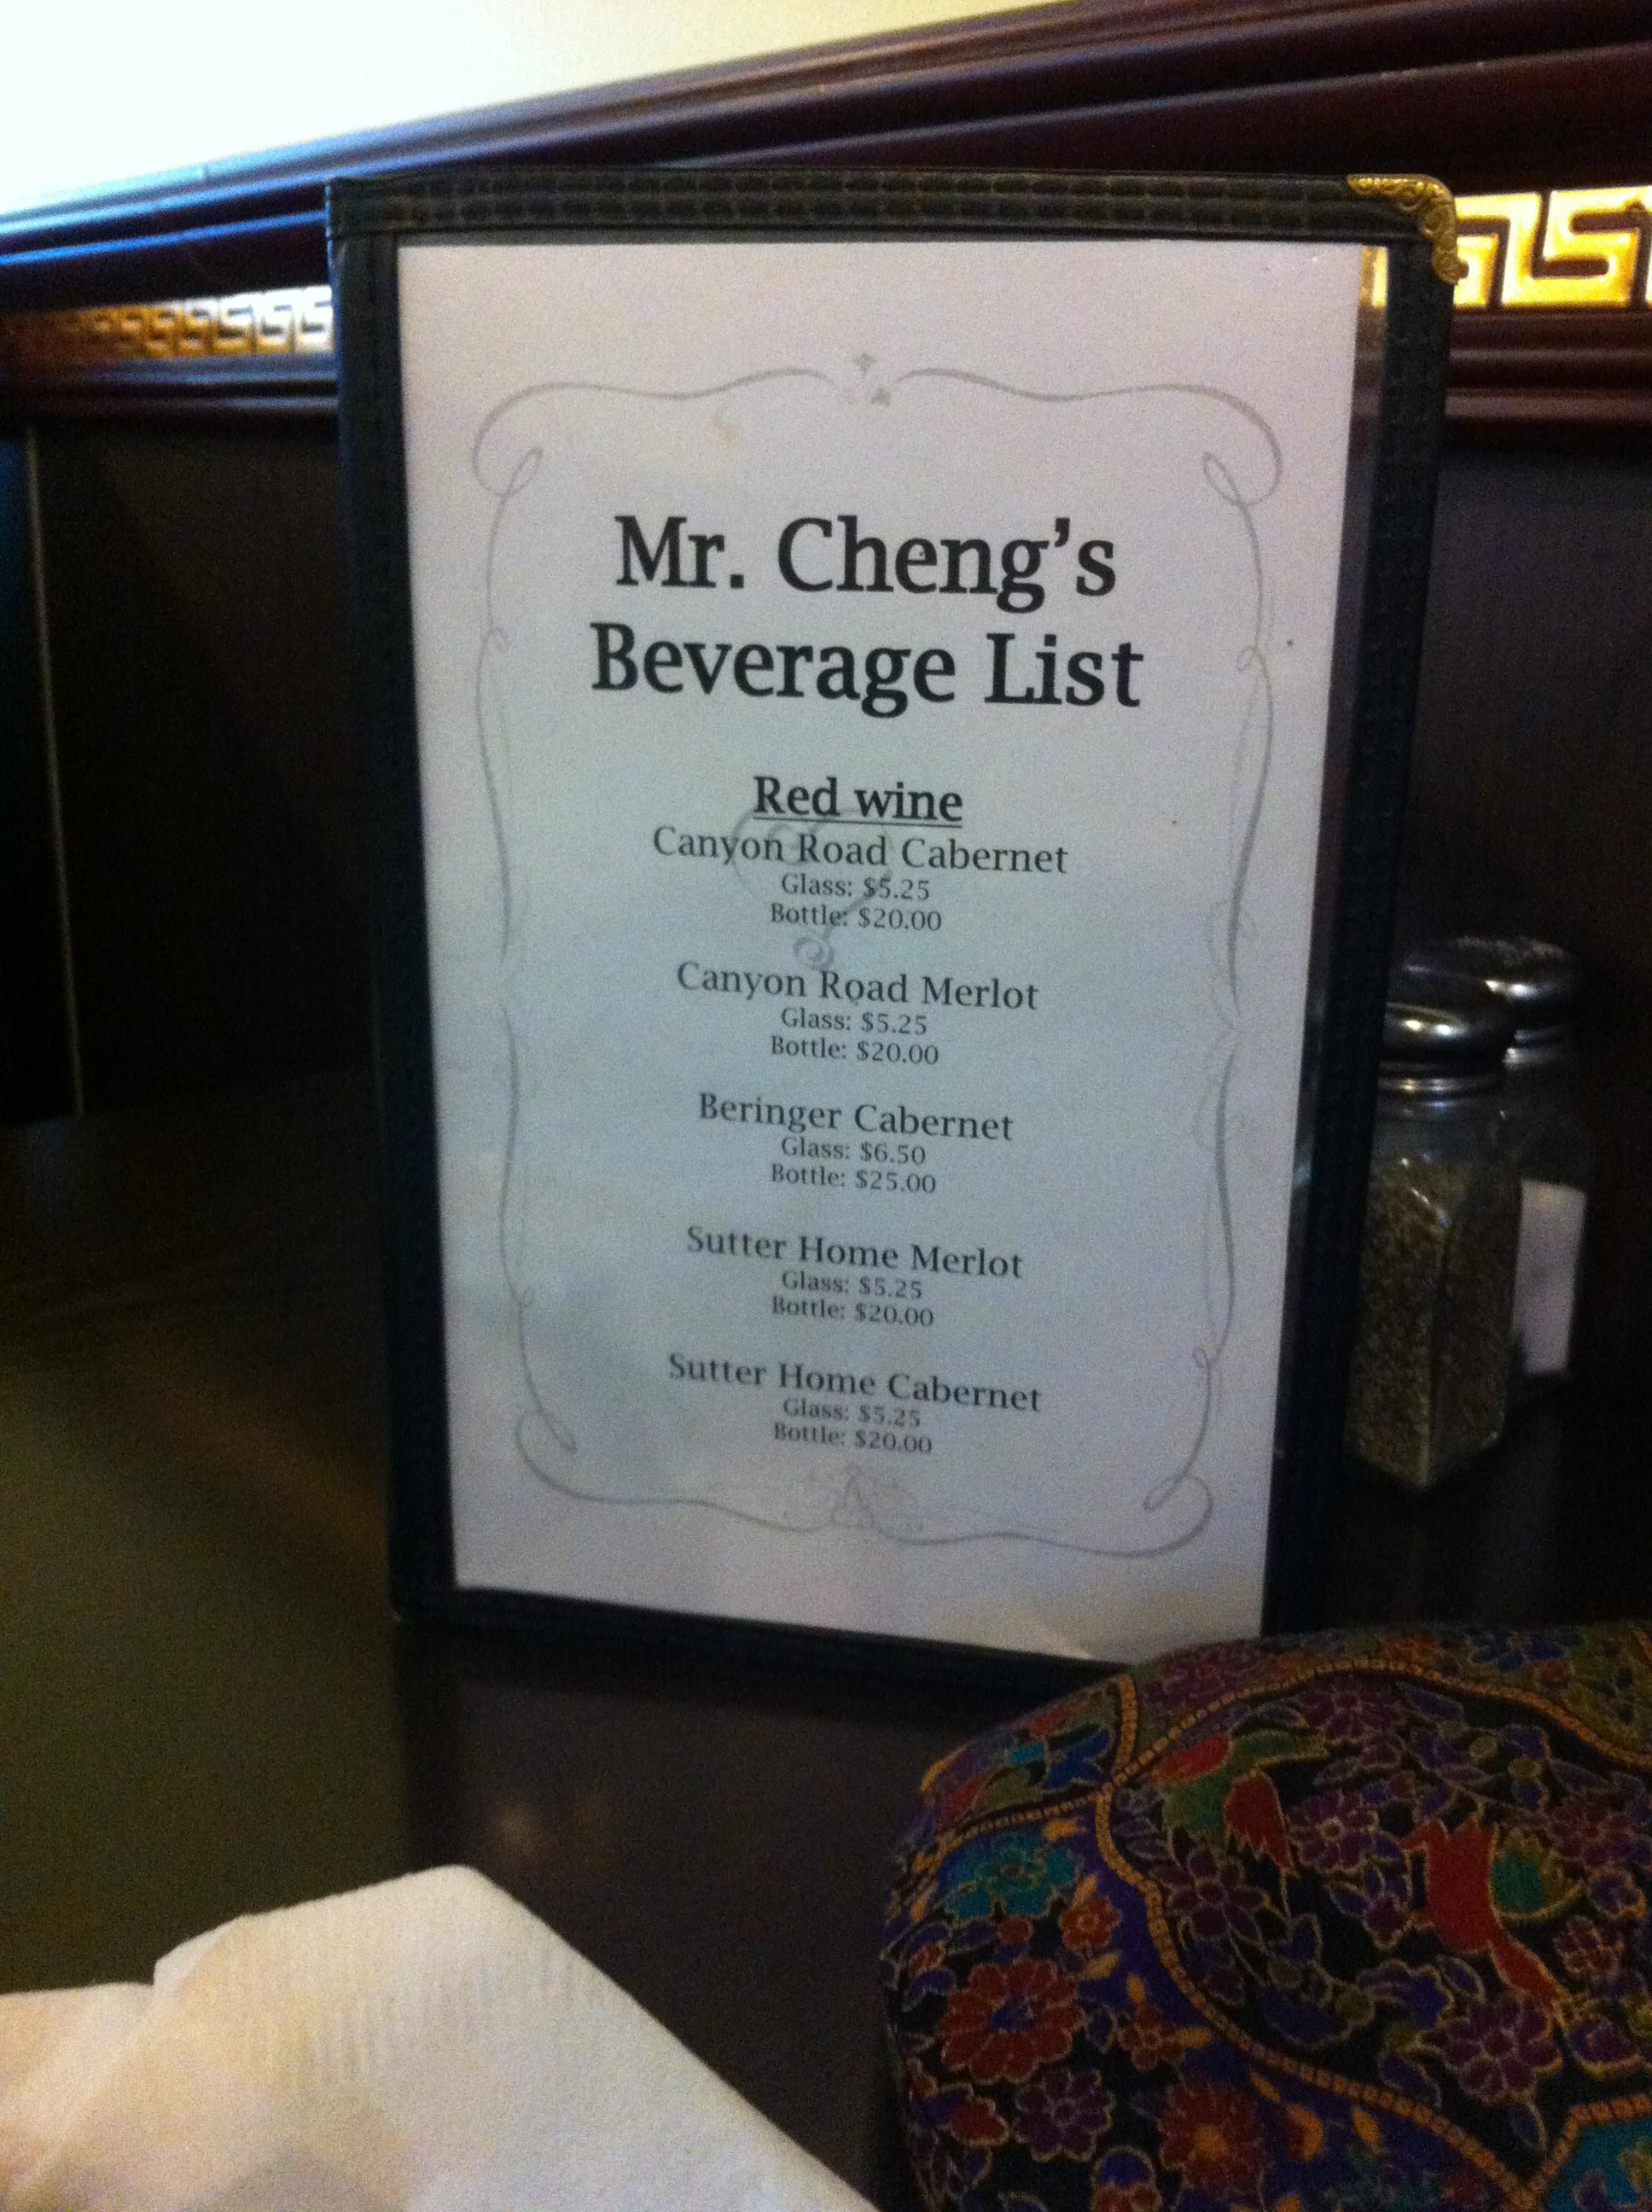 Mr. Cheng's
Beverage List
Red wine
Canyon Road Cabernet
Glass: $5.25
Bottle: $20.00
Canyon Road Merlot
Glass: $5.25
Bottle: $20.00
Beringer Cabernet
Glass: $6.50
Bottle: $25.00
Sutter Home Merlot
Glass: $5.25
Bottle: $20.00
Sutter Home Cabernet
Glass: $5.25
Bottle: $20.00